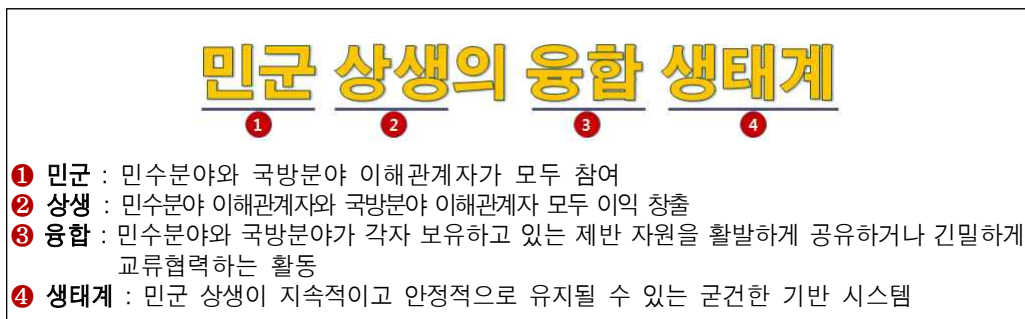 민군 상생의 융합 생태계
1 2 3 4
❶ 민군 : 민수분야와 국방분야 이해관계자가 모두 참여
❷ 상생 : 민수분야 이해관계자와 국방분야 이해관계자 모두 이익 창출
❸ 융합 : 민수분야와 국방분야가 각자 보유하고 있는 제반 자원을 활발하게 공유하거나 긴밀하게
교류협력하는 활동
❹ 생태계 : 민군 상생이 지속적이고 안정적으로 유지될 수 있는 굳건한 기반 시스템